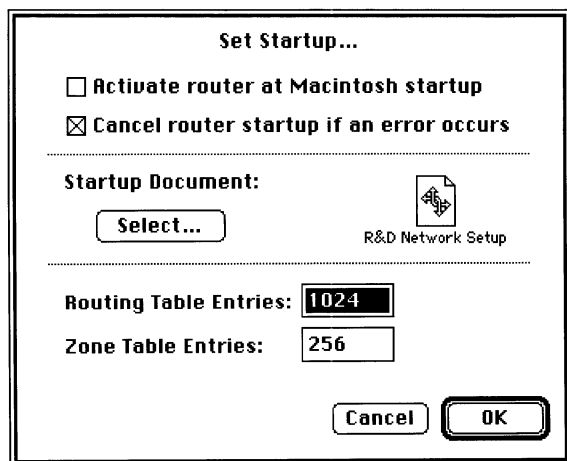 Set Startup...
Activate router at Macintosh startup
Cancel router startup if an error occurs
Startup Document:
Select...
R&D Network Setup
Routing Table Entries: 1024
Zone Table Entries: 256
Cancel OK